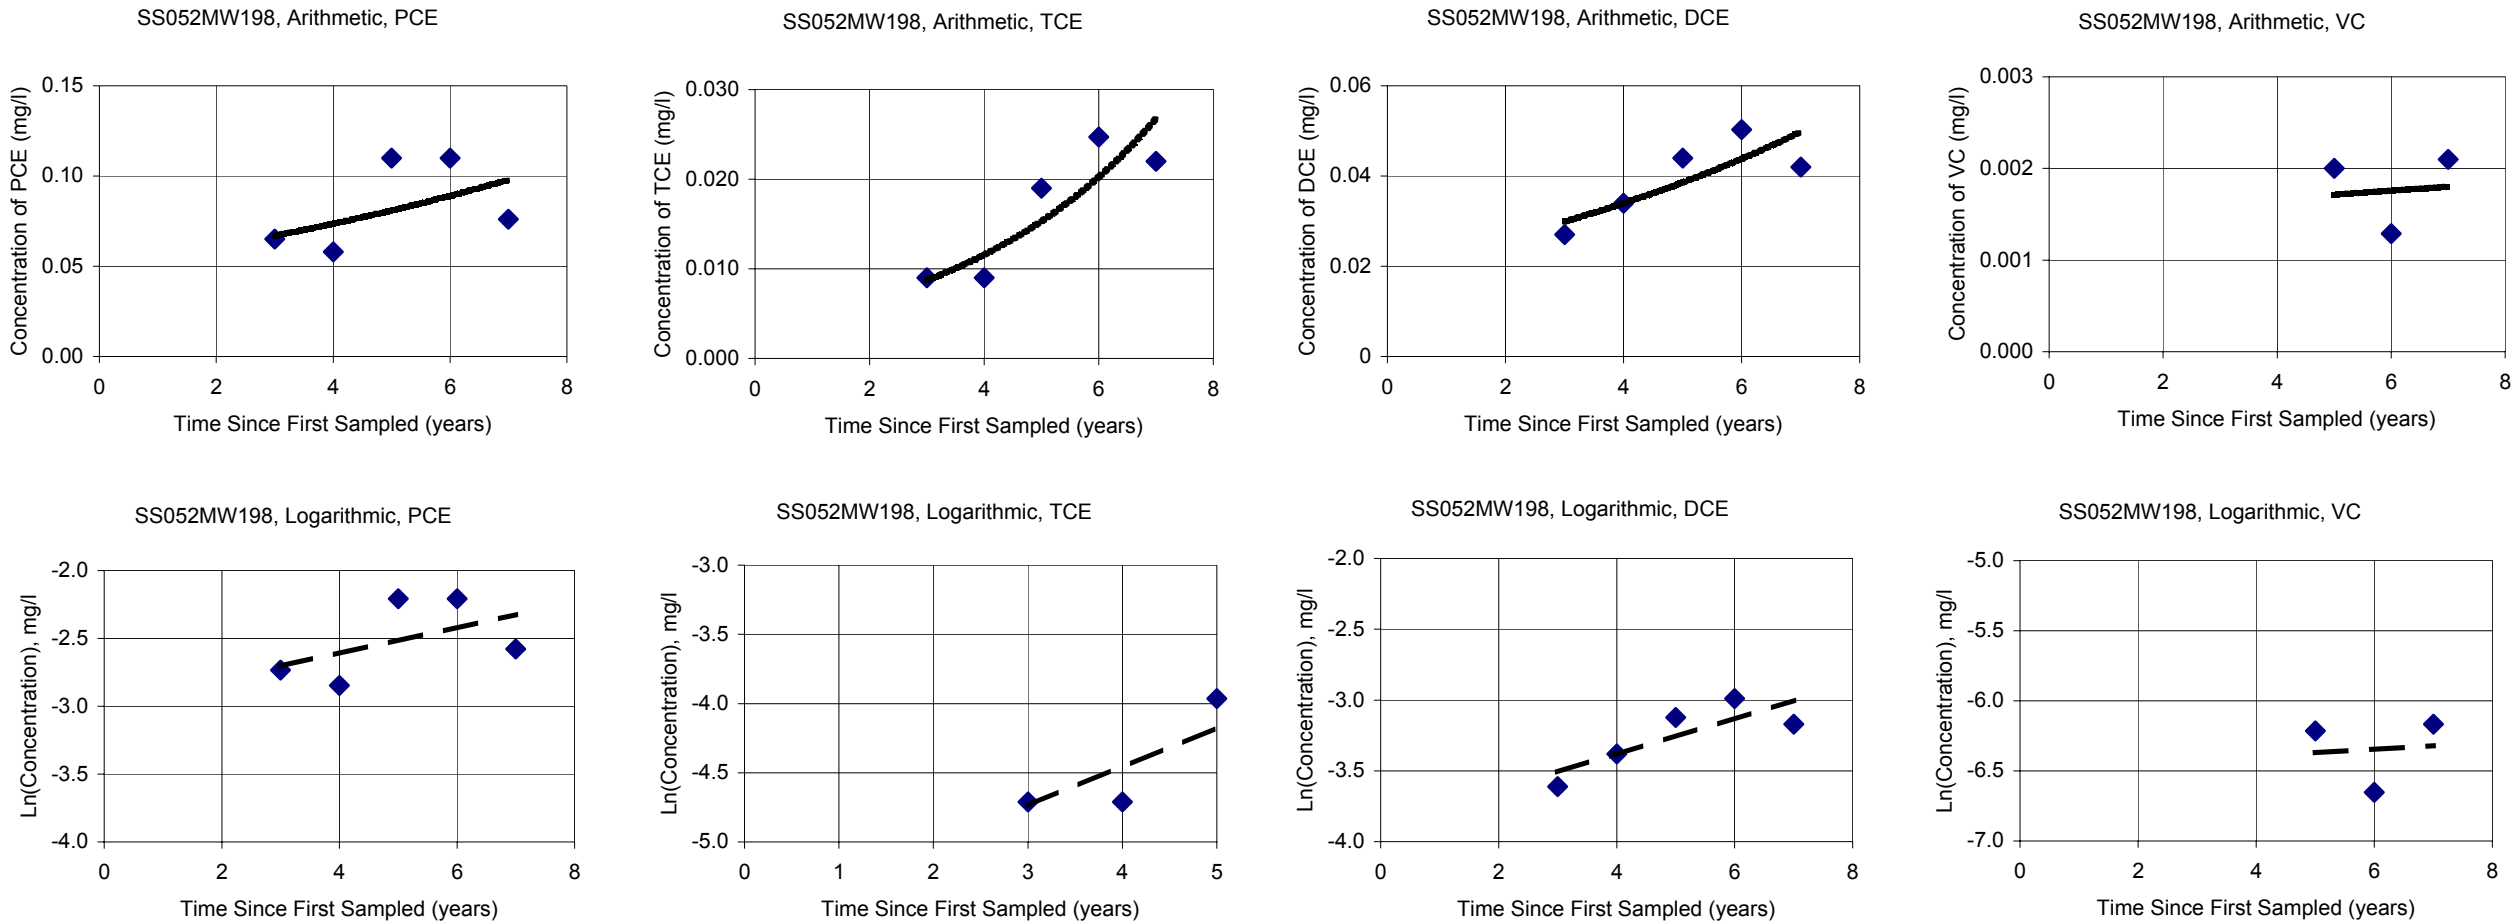 SS052MW198, Arithmetic, PCE
Concentration of PCE (mg/l)
0.15
0.10
0.05
0.00
0 2 4 6 8
Time Since First Sampled (years)
SS052MW198, Arithmetic, TCE
Concentration of TCE (mg/l)
0.030
0.020
0.010
0.000
0 2 4 6 8
Time Since First Sampled (years)
SS052MW198, Arithmetic, DCE
Concentration of DCE (mg/l)
0.06
0.04
0.02
0
0 2 4 6 8
Time Since First Sampled (years)
SS052MW198, Arithmetic, VC
Concentration of VC (mg/l)
0.003
0.002
0.001
0.000
0 2 4 6 8
Time Since First Sampled (years)
SS052MW198, Logarithmic, PCE
Ln(Concentration), mg/l
-2.0
-2.5
-3.0
-3.5
-4.0
0 2 4 6 8
Time Since First Sampled (years)
SS052MW198, Logarithmic, TCE
Ln(Concentration), mg/l
-3.0
-3.5
-4.0
-4.5
-5.0
0 1 2 3 4 5
Time Since First Sampled (years)
SS052MW198, Logarithmic, DCE
Ln(Concentration), mg/l
-2.0
-2.5
-3.0
-3.5
-4.0
0 2 4 6 8
Time Since First Sampled (years)
SS052MW198, Logarithmic, VC
Ln(Concentration), mg/l
-5.0
-5.5
-6.0
-6.5
-7.0
0 2 4 6 8
Time Since First Sampled (years)